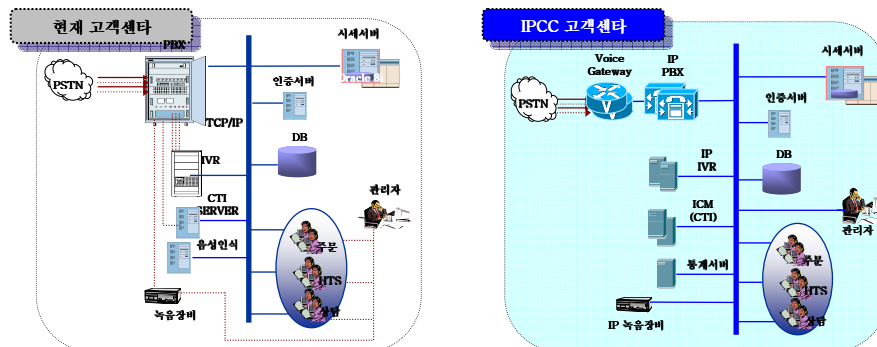 현재 고객센타
PBX
시세서버
Oracle
PSTN
인증서버
TCP/IP
DB
IVR
관리자
CTI
SERVER
주문
음성인식
HTS
상담
녹음장비
IPCC 고객센타
Voice
Gateway
IP
PBX
시세서버
PSTN
인증서버
IP
IVR
DB
ICM
(CTI)
관리자
주문
통계서버
HTS
상담
IP 녹음장비